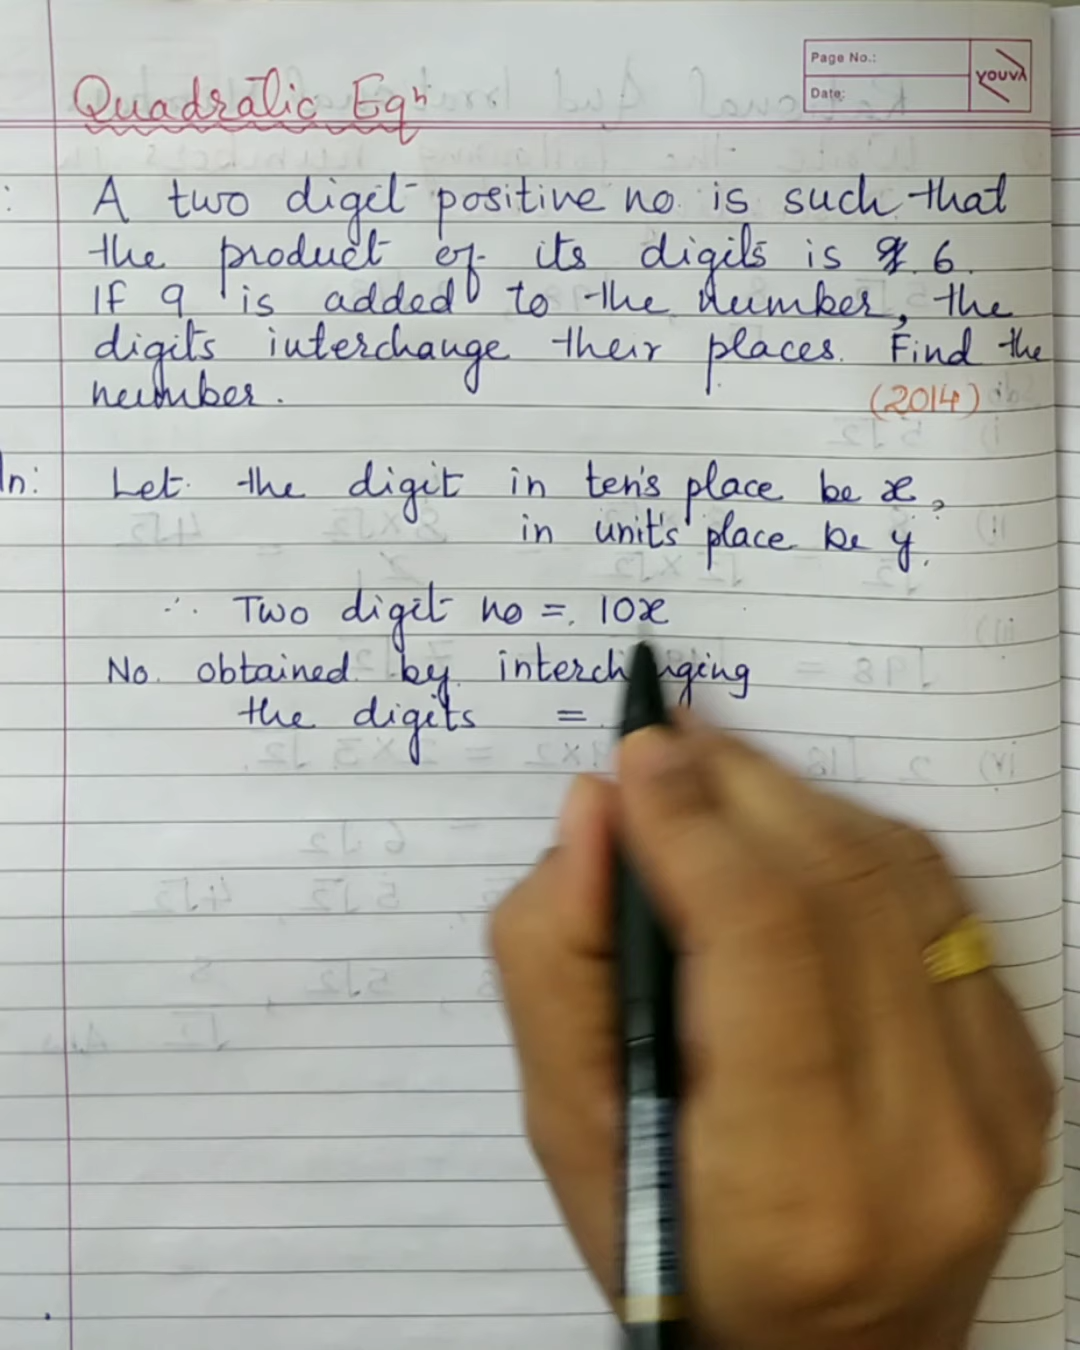 Quadratic Eqn
Page No.:
Date:
YOUVA
A two digit positive no. is such that
the product of its digits is 6.
If 9 is added to the number, the
digits interchange their places. Find the
number.
(2014)
ln: Let the digit in ten's place be x,
in unit's place be y.
∴ Two digit no = 10x
No. obtained by interchanging
the digits =